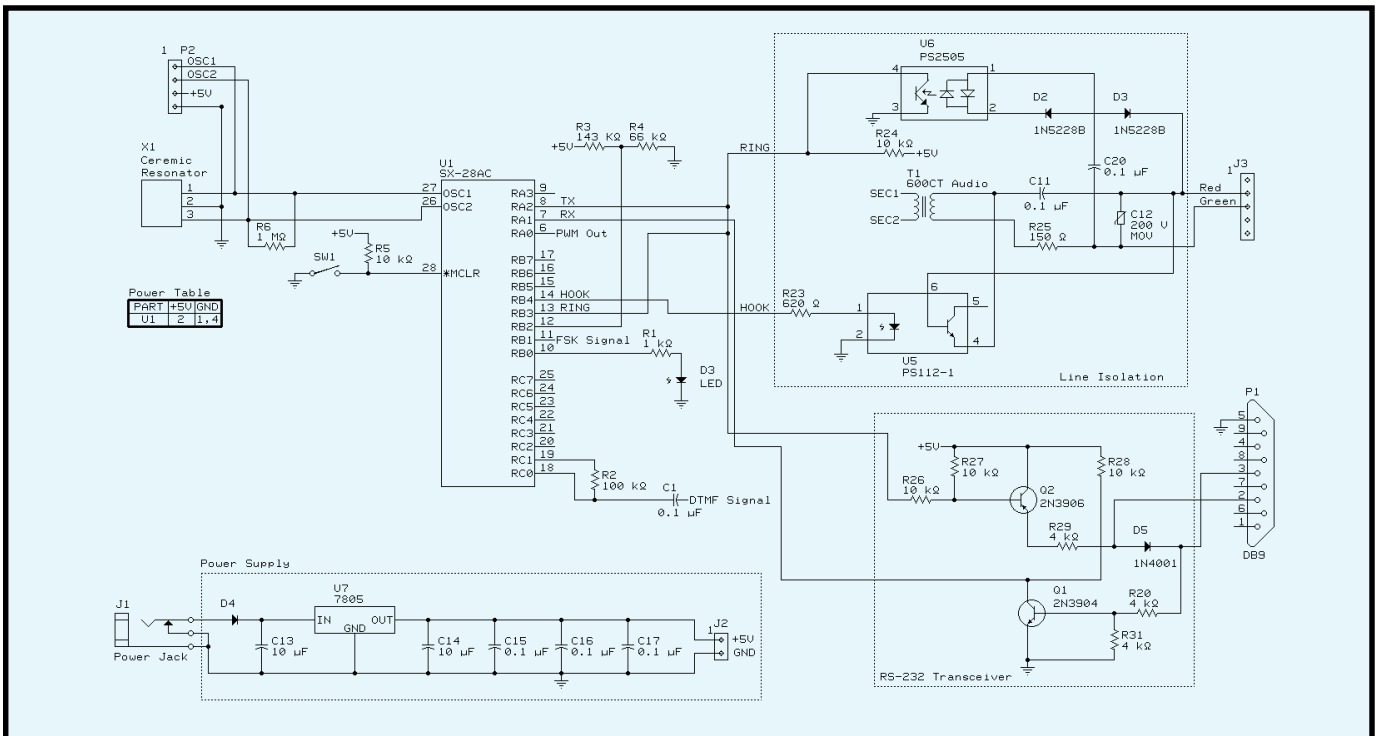 1 P2
OSC1
OSC2
+5V
X1
Ceremic
Resonator
1
2
3
R6
1 MΩ
+5V
R5
10 kΩ
SW1
Power Table
PART +5V GND
U1 2 1,4
U1
SX-28AC
27 OSC1
26 OSC2
28 *MCLR
RA3 9
RA2 8 TX
RA1 7 RX
RA0 6 PWM Out
RB7 17
RB6 16
RB5 15
RB4 14 HOOK
RB3 13 RING
RB2 12
RB1 11 FSK Signal
RB0 10
RC7 25
RC6 24
RC5 23
RC4 22
RC3 21
RC2 20
RC1 19
RC0 18
R3
143 KΩ
R4
66 kΩ
+5V
R1
1 kΩ
D3
LED
R2
100 kΩ
C1
0.1 µF
DTMF Signal
U6
PS2505
4
3
1
2
D2
1N5228B
D3
1N5228B
RING
R24
10 kΩ
+5V
C20
0.1 µF
T1
600CT Audio
SEC1
SEC2
C11
0.1 µF
R25
150 Ω
C12
200 V
MOV
J3
1
Red
Green
HOOK
R23
620 Ω
1
2
6
5
4
U5
PS112-1
Line Isolation
+5V
R27
10 kΩ
R26
10 kΩ
Q2
2N3906
R28
10 kΩ
R29
4 kΩ
D5
1N4001
Q1
2N3904
R20
4 kΩ
R31
4 kΩ
RS-232 Transceiver
P1
5
9
4
8
3
7
2
6
1
DB9
Power Supply
J1
Power Jack
D4
C13
10 µF
U7
7805
IN OUT
GND
C14
10 µF
C15
0.1 µF
C16
0.1 µF
C17
0.1 µF
J2
1
+5V
GND